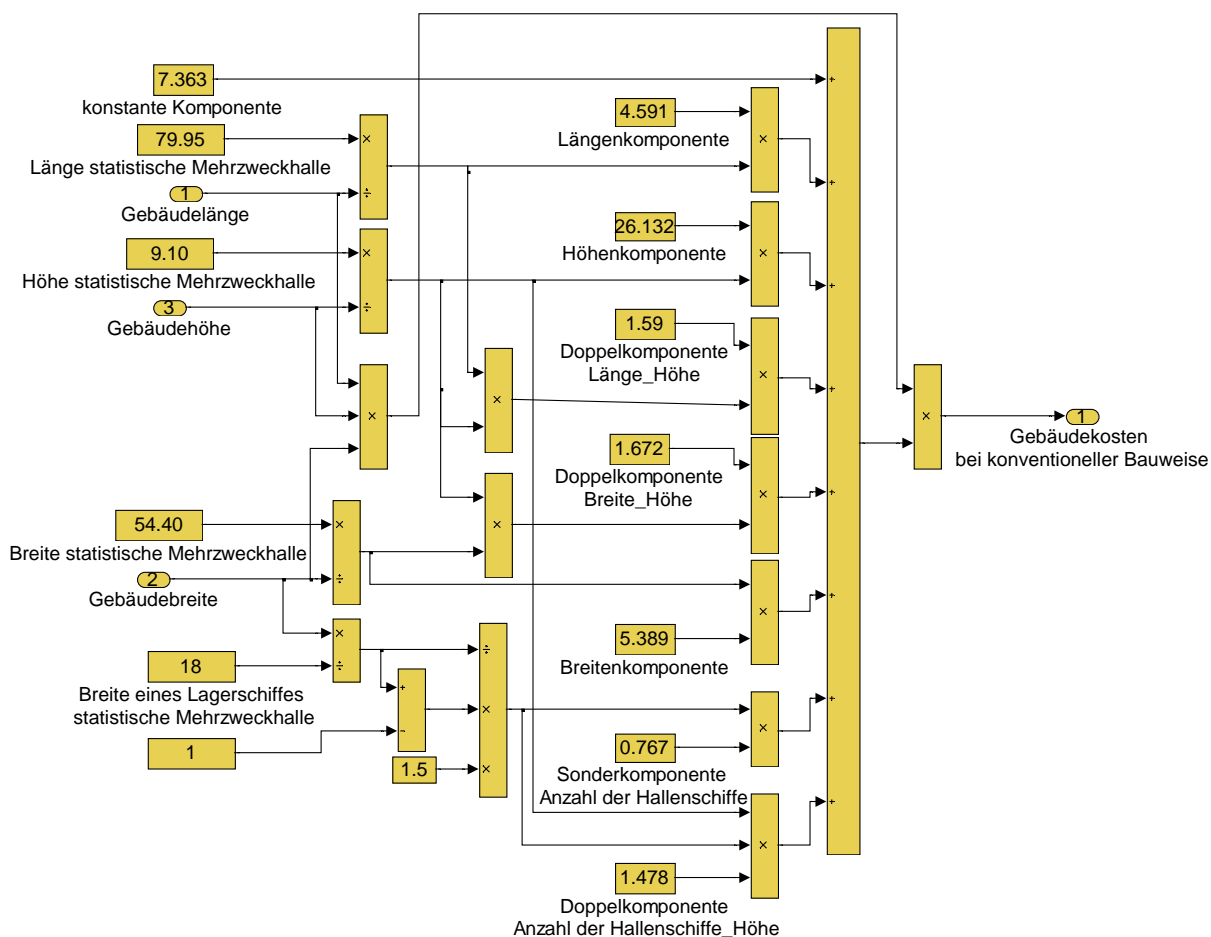 7.363
konstante Komponente
79.95
Länge statistische Mehrzweckhalle
1
Gebäudelänge
9.10
Höhe statistische Mehrzweckhalle
3
Gebäudehöhe
54.40
Breite statistische Mehrzweckhalle
2
Gebäudebreite
18
Breite eines Lagerschiffes
statistische Mehrzweckhalle
1
1.5
4.591
Längenkomponente
26.132
Höhenkomponente
1.59
Doppelkomponente
Länge_Höhe
1.672
Doppelkomponente
Breite_Höhe
5.389
Breitenkomponente
0.767
Sonderkomponente
Anzahl der Hallenschiffe
1.478
Doppelkomponente
Anzahl der Hallenschiffe_Höhe
1
Gebäudekosten
bei konventioneller Bauweise